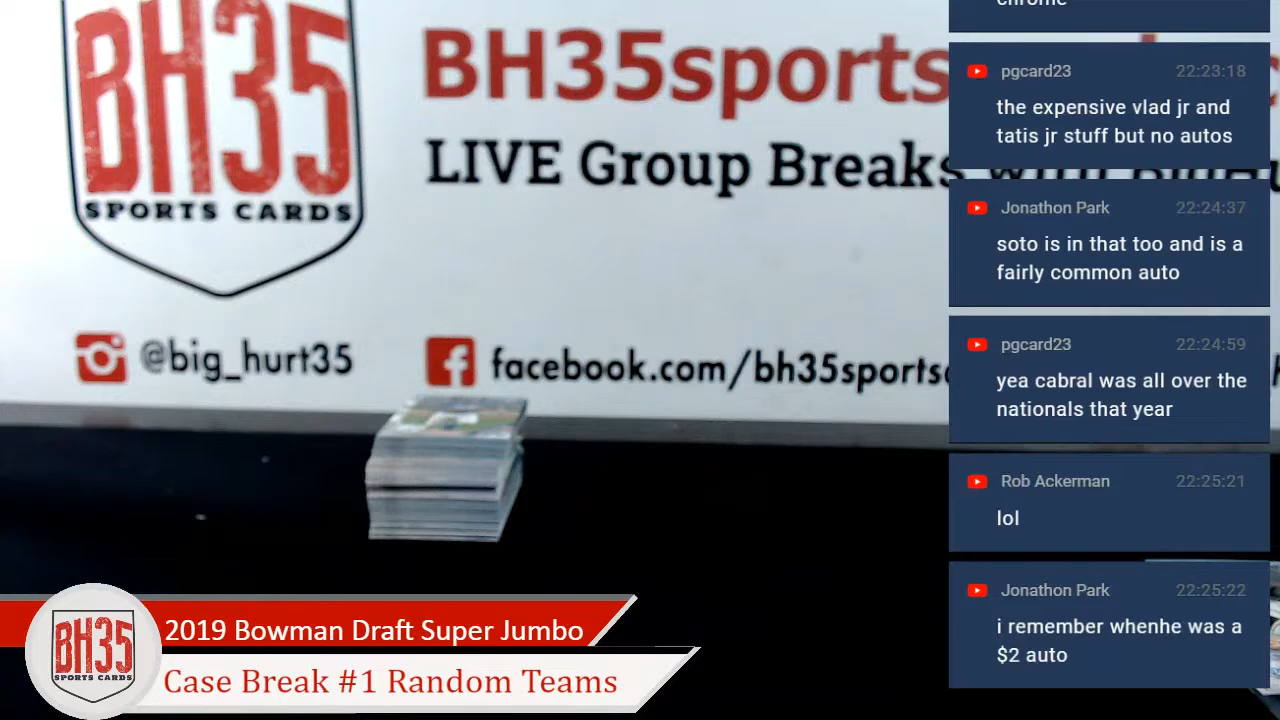 BH35
SPORTS CARDS
BH35sports
LIVE Group Breaks with
@big_hurt35
facebook.com/bh35sports
chrome
pgcard23 22:23:18
the expensive vlad jr and
tatis jr stuff but no autos
Jonathon Park 22:24:37
soto is in that too and is a
fairly common auto
pgcard23 22:24:59
yea cabral was all over the
nationals that year
Rob Ackerman 22:25:21
lol
Jonathon Park 22:25:22
i remember whenhe was a
$2 auto
BH35
SPORTS CARDS
2019 Bowman Draft Super Jumbo
Case Break #1 Random Teams